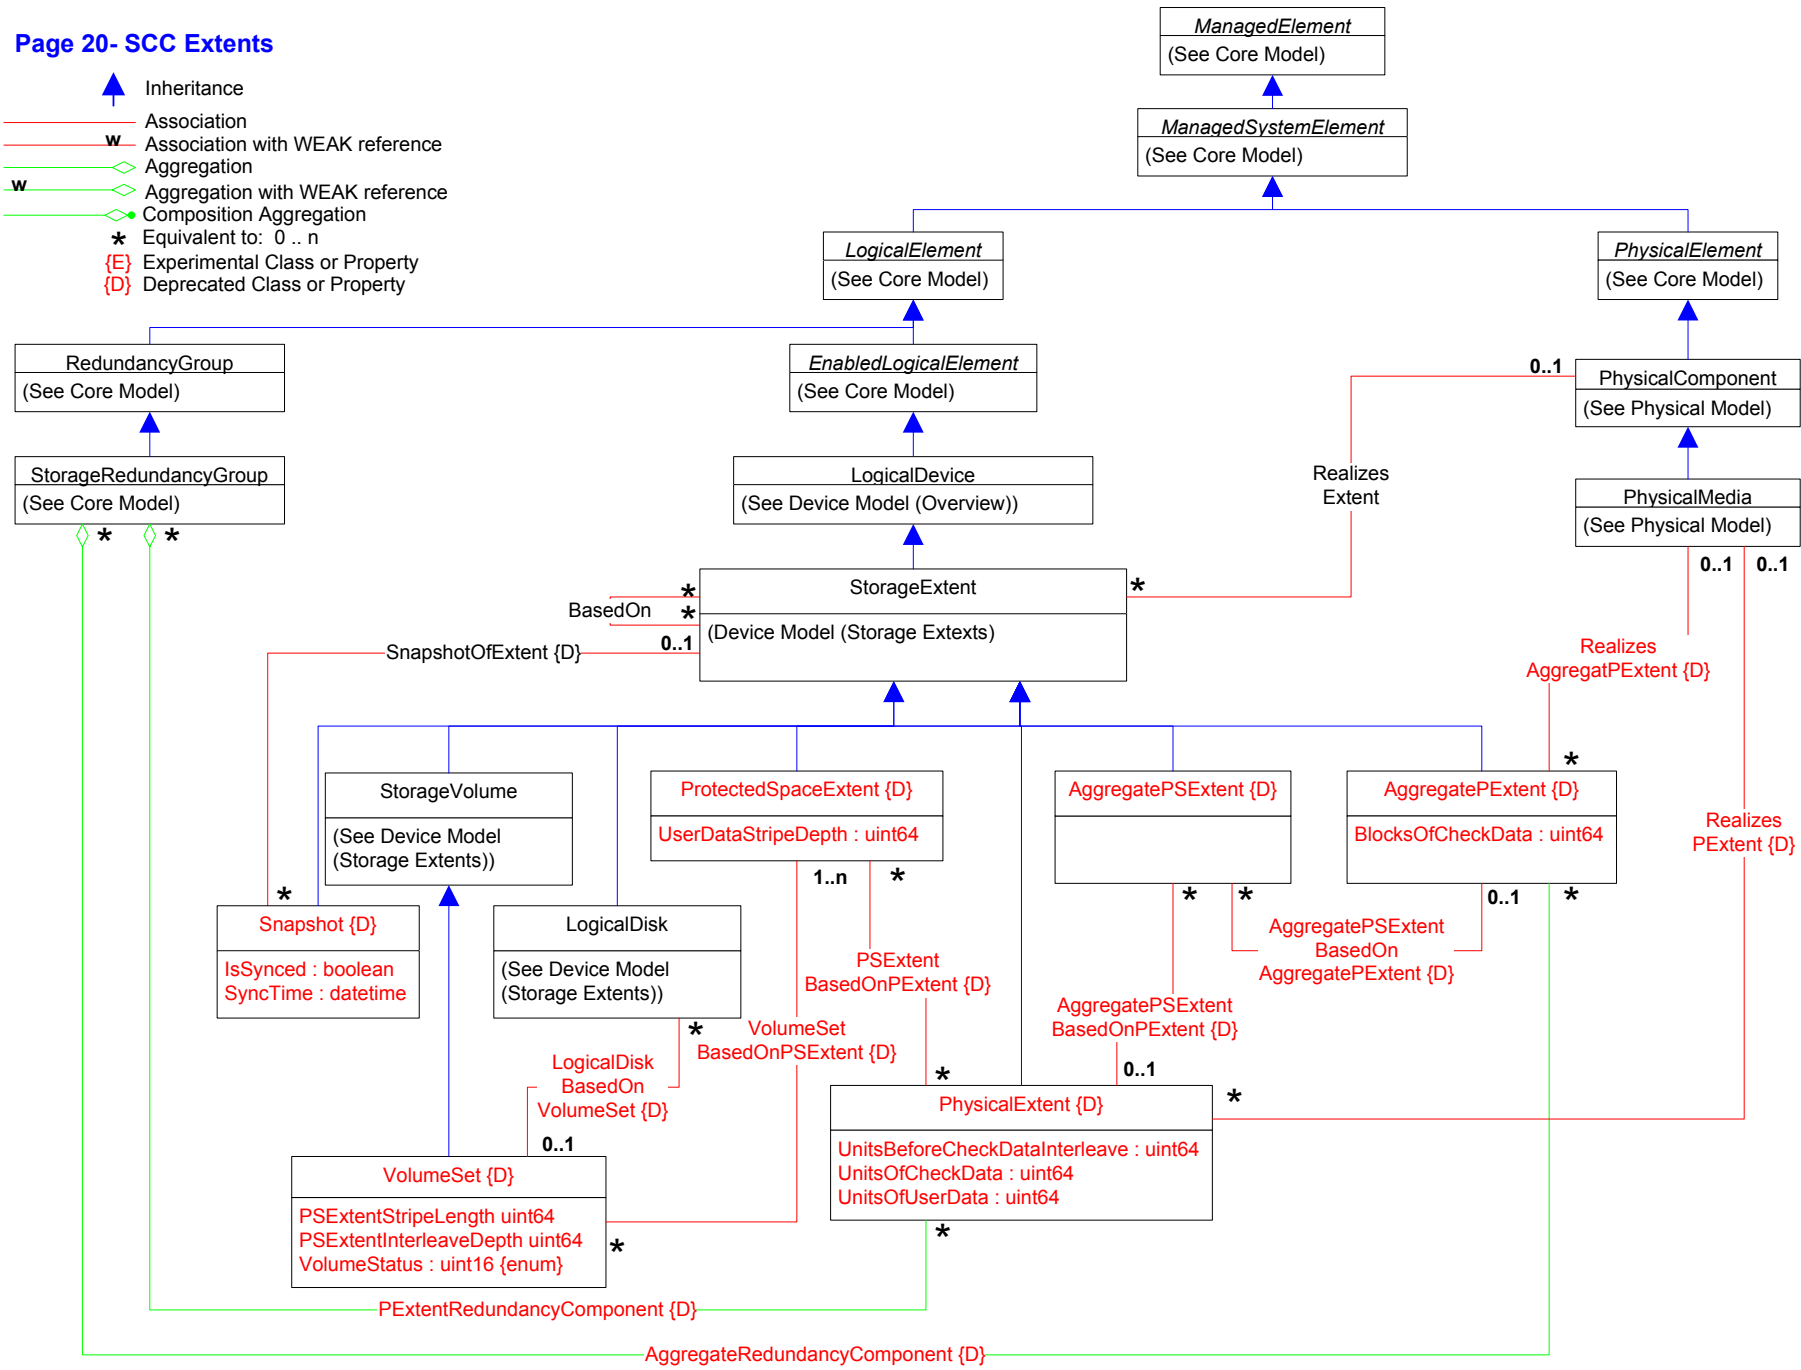 Page 20- SCC Extents
Inheritance
Association
w
Association with WEAK reference
Aggregation
w
Aggregation with WEAK reference
Composition Aggregation
* Equivalent to: 0 .. n
{E} Experimental Class or Property
{D} Deprecated Class or Property
ManagedElement
(See Core Model)
ManagedSystemElement
(See Core Model)
LogicalElement
(See Core Model)
PhysicalElement
(See Core Model)
RedundancyGroup
(See Core Model)
EnabledLogicalElement
(See Core Model)
0..1
PhysicalComponent
(See Physical Model)
StorageRedundancyGroup
(See Core Model)
* *
LogicalDevice
(See Device Model (Overview))
Realizes
Extent
PhysicalMedia
(See Physical Model)
0..1 0..1
StorageExtent
(Device Model (Storage Extexts)
*
BasedOn
*
*
0..1
SnapshotOfExtent {D}
Realizes
AggregatPExtent {D}
*
StorageVolume
(See Device Model
(Storage Extents))
ProtectedSpaceExtent {D}
UserDataStripeDepth : uint64
1..n *
AggregatePSExtent {D}
* *
AggregatePExtent {D}
BlocksOfCheckData : uint64
0..1 *
Realizes
PExtent {D}
*
Snapshot {D}
IsSynced : boolean
SyncTime : datetime
LogicalDisk
(See Device Model
(Storage Extents))
*
PSExtent
BasedOnPExtent {D}
AggregatePSExtent
BasedOn
AggregatePExtent {D}
AggregatePSExtent
BasedOnPExtent {D}
VolumeSet
BasedOnPSExtent {D}
LogicalDisk
BasedOn
VolumeSet {D}
0..1
*
0..1
*
PhysicalExtent {D}
UnitsBeforeCheckDataInterleave : uint64
UnitsOfCheckData : uint64
UnitsOfUserData : uint64
*
VolumeSet {D}
PSExtentStripeLength uint64
PSExtentInterleaveDepth uint64
VolumeStatus : uint16 {enum}
*
PExtentRedundancyComponent {D}
AggregateRedundancyComponent {D}